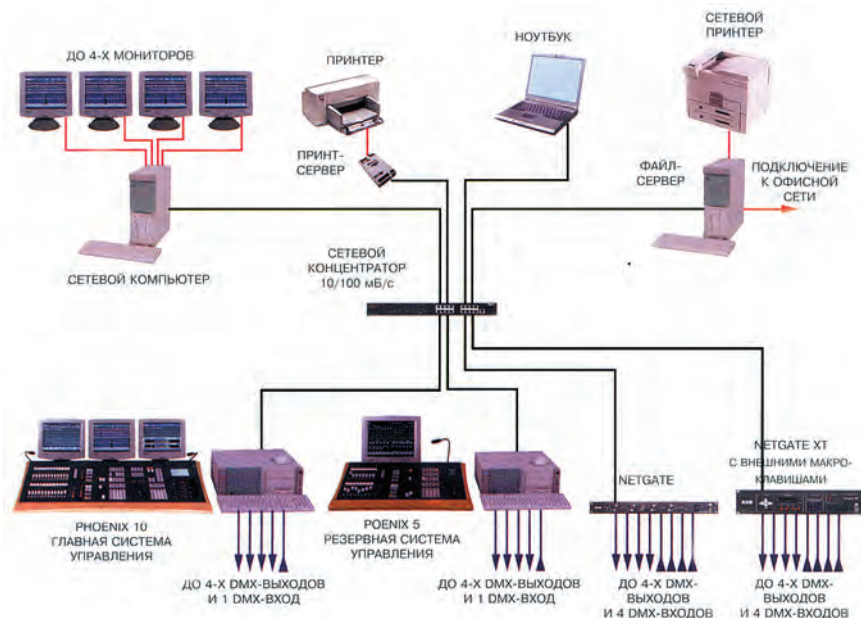 ДО 4-Х МОНИТОРОВ
ПРИНТЕР
НОУТБУК
СЕТЕВОЙ
ПРИНТЕР
ПРИНТ-
СЕРВЕР
ФАЙЛ-
СЕРВЕР
ПОДКЛЮЧЕНИЕ
К ОФИСНОЙ
СЕТИ
СЕТЕВОЙ КОМПЬЮТЕР
СЕТЕВОЙ
КОНЦЕНТРАТОР
10/100 мБ/с
PHOENIX 10
ГЛАВНАЯ СИСТЕМА
УПРАВЛЕНИЯ
POENIX 5
РЕЗЕРВНАЯ СИСТЕМА
УПРАВЛЕНИЯ
NETGATE
NETGATE XT
С ВНЕШНИМИ МАКРО-
КЛАВИШАМИ
ДО 4-Х DMX-ВЫХОДОВ
И 1 DMX-ВХОД
ДО 4-Х DMX-ВЫХОДОВ
И 1 DMX-ВХОД
ДО 4-Х DMX-
ВЫХОДОВ
И 4 DMX-ВХОДОВ
ДО 4-Х DMX-
ВЫХОДОВ
И 4 DMX-ВХОДОВ